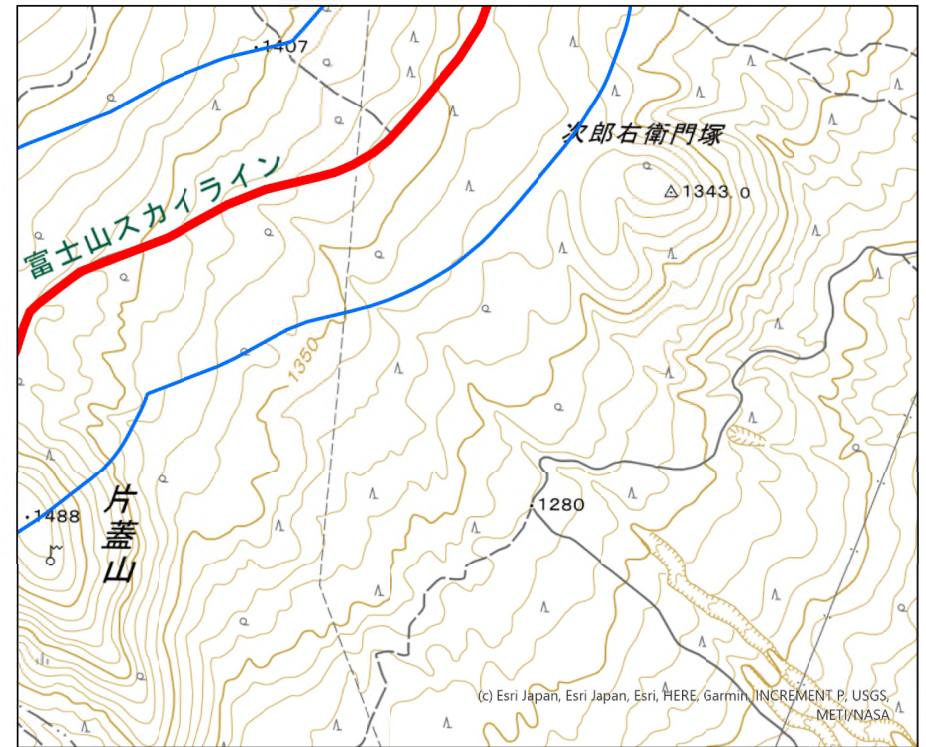 1407
次郎右衛門塚
富士山スカイライン
1343.0
1350
片蓋山
1488
1280
(c) Esri Japan, Esri Japan, Esri, HERE, Garmin, INCREMENT P, USGS,
METI/NASA